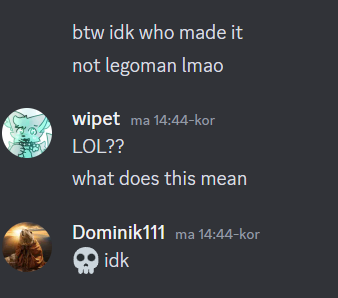 btw idk who made it
not legoman lmao
wipet ma 14:44-kor
LOL??
what does this mean
Dominik111 ma 14:44-kor
💀 idk